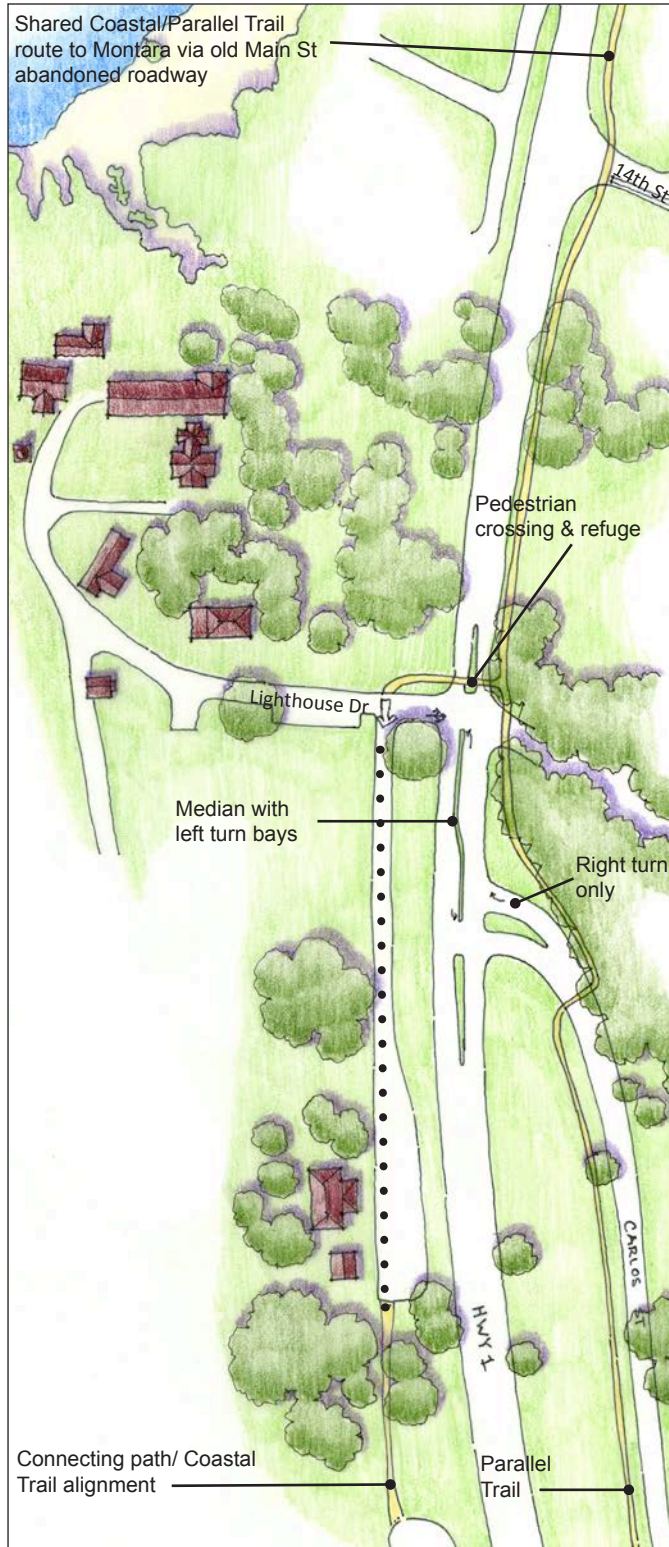 Shared Coastal/Parallel Trail
route to Montara via old Main St
abandoned roadway
14th St
Pedestrian
crossing & refuge
Lighthouse Dr
Median with
left turn bays
Right turn
only
CARLOS
ST
HWY 1
Connecting path/ Coastal
Trail alignment
Parallel
Trail